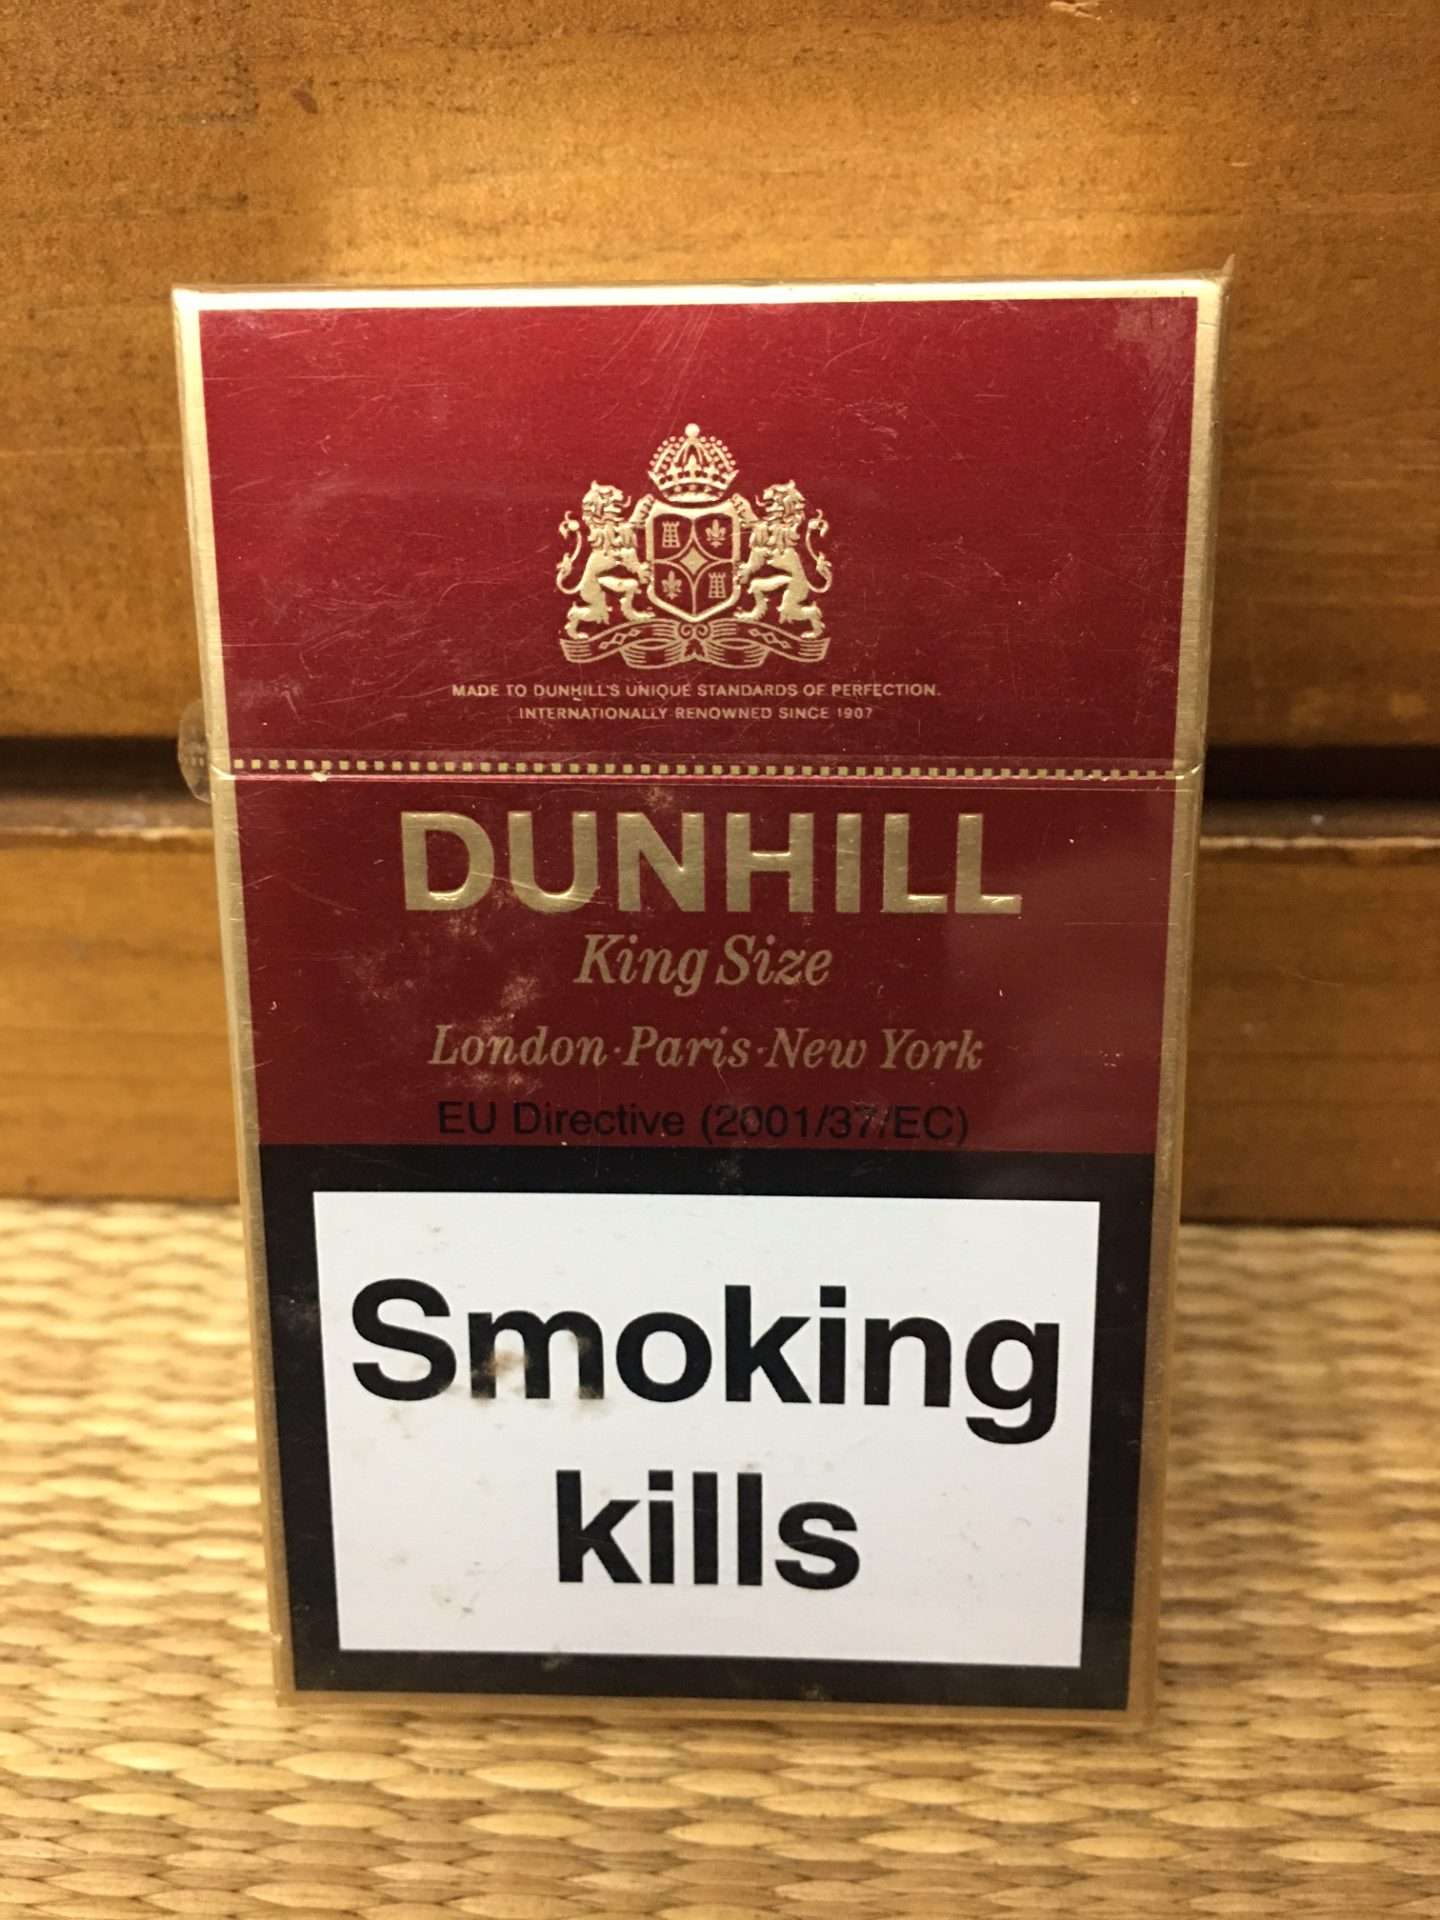 MADE TO DUNHILL'S UNIQUE STANDARDS OF PERFECTION.
INTERNATIONALLY RENOWNED SINCE 1907
DUNHILL
King Size
London·Paris·New York
EU Directive (2001/37/EC)
Smoking
kills